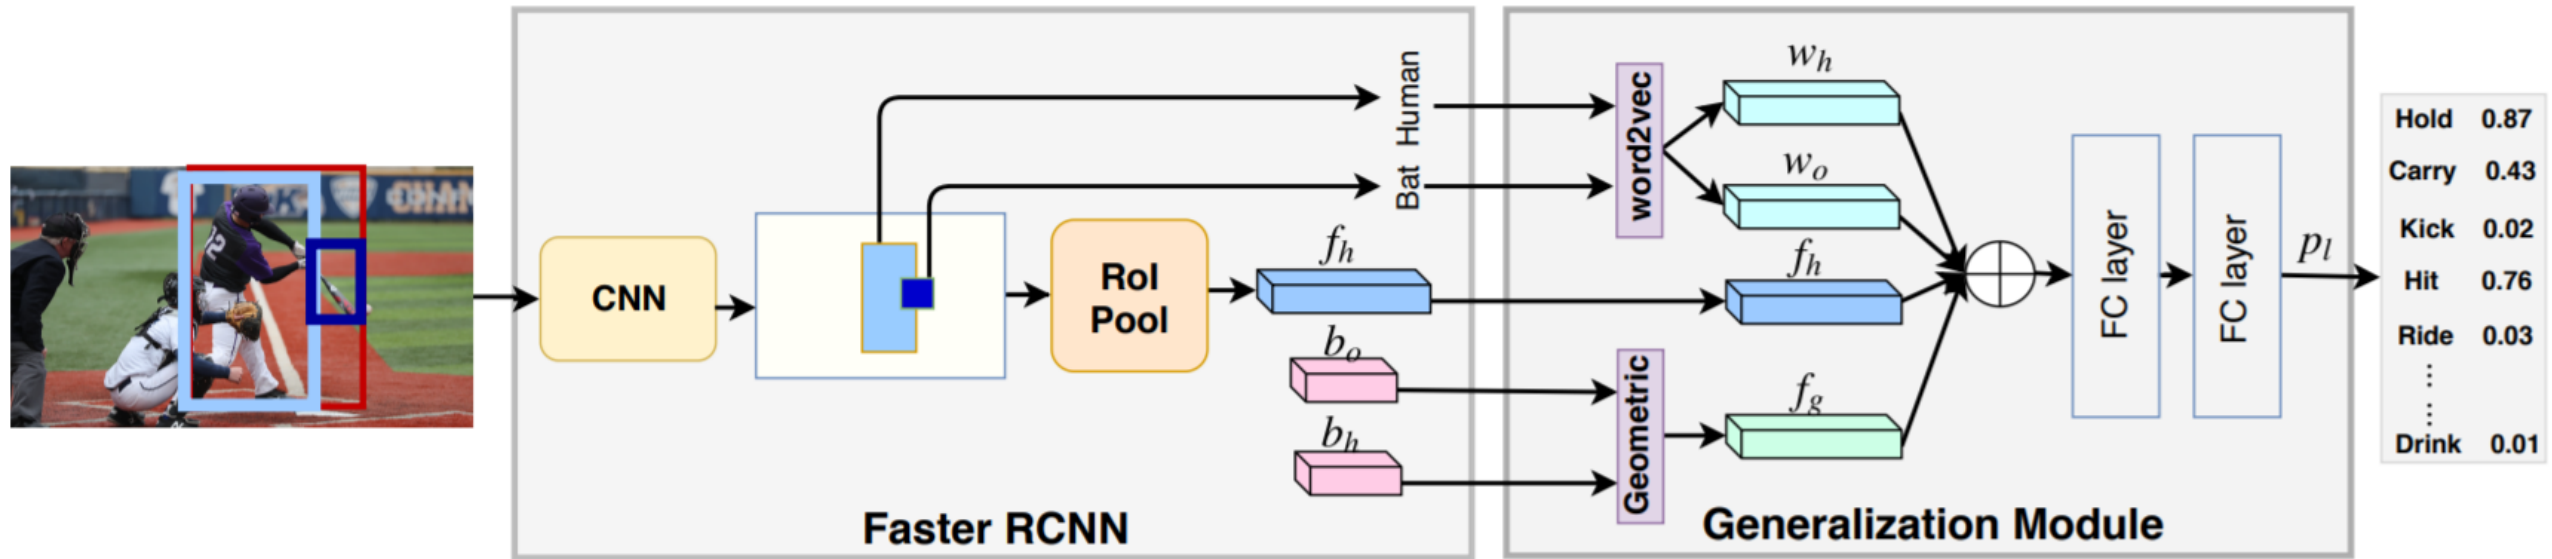 CHAN
12
CNN
RoI
Pool
Human
Bat
f_h
b_o
b_h
Faster RCNN
word2vec
Geometric
w_h
w_o
f_h
f_g
FC layer
FC layer
p_l
Generalization Module
Hold 0.87
Carry 0.43
Kick 0.02
Hit 0.76
Ride 0.03
⋮
⋮
Drink 0.01